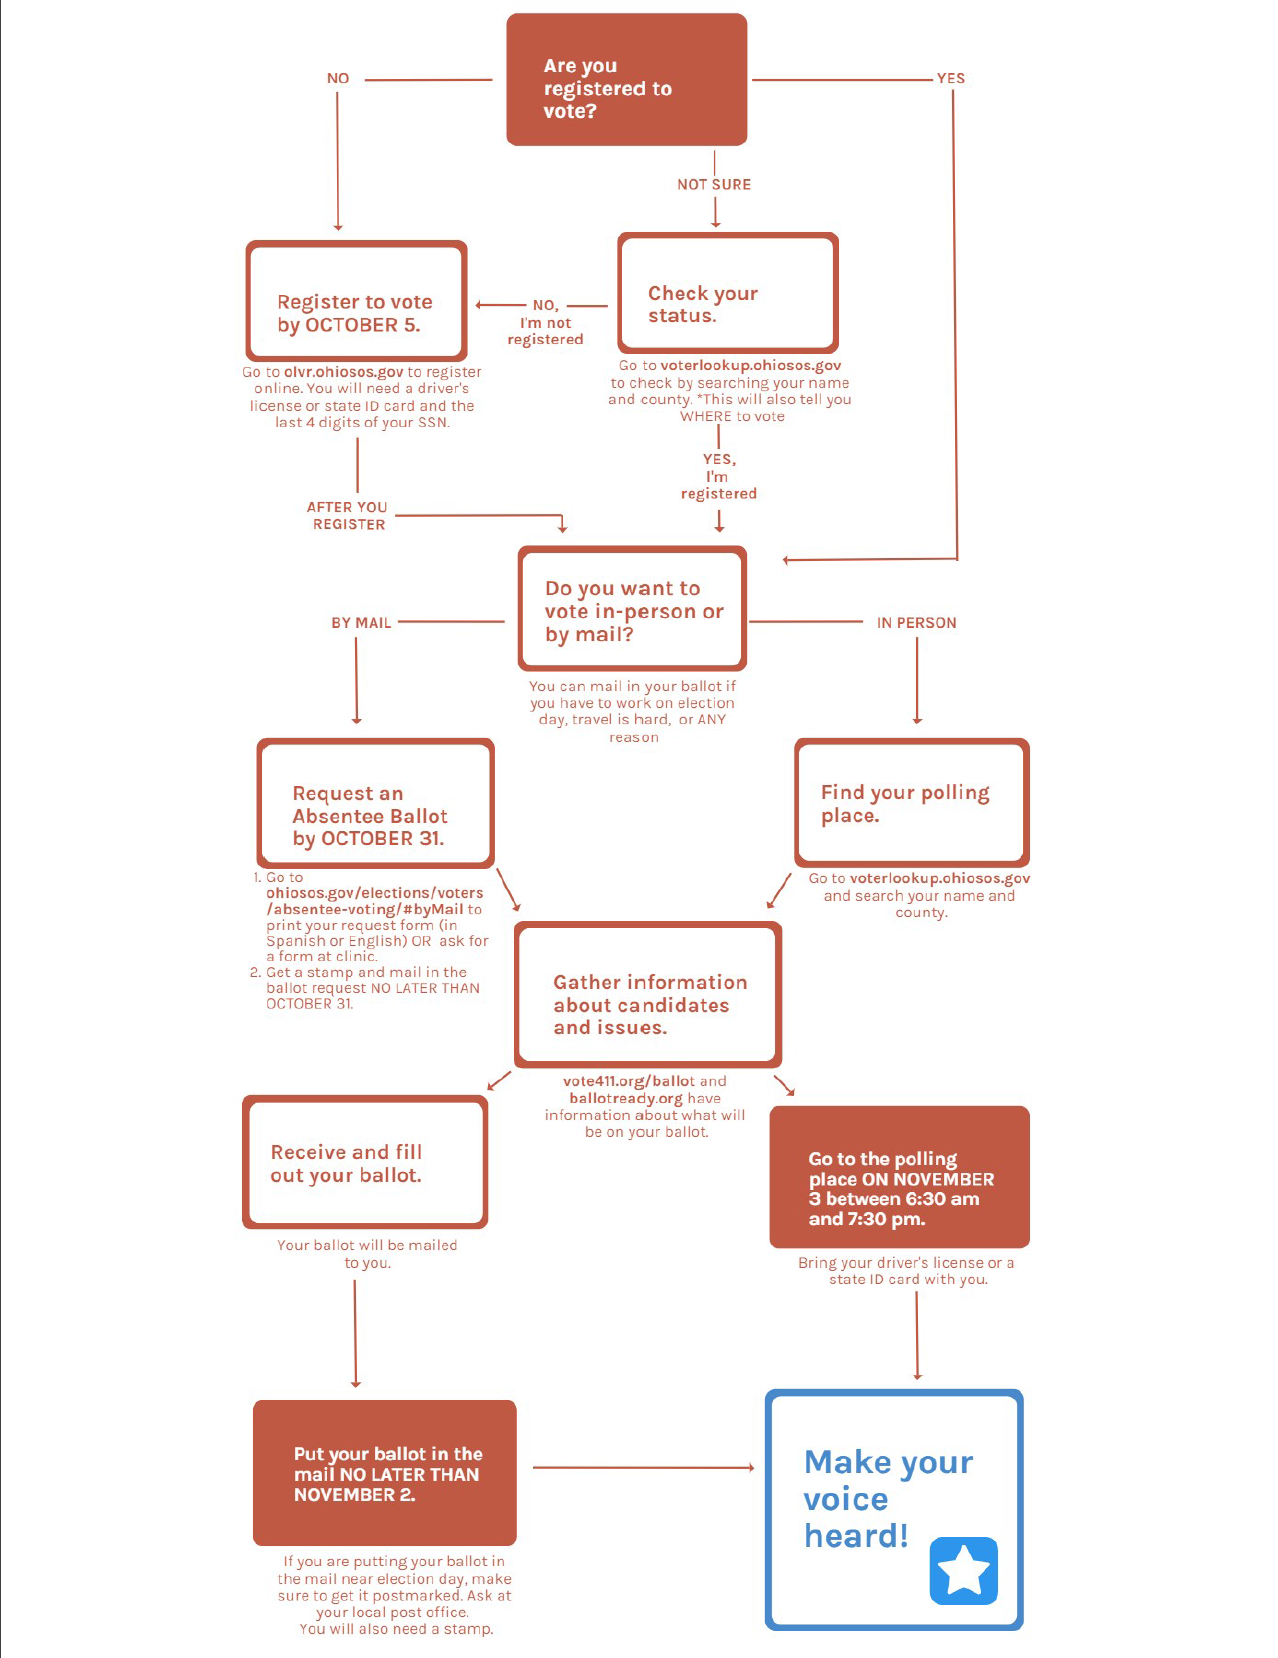 Are you
registered to
vote?
NO
YES
NOT SURE
Register to vote
by OCTOBER 5.
NO,
I'm not
registered
Check your
status.
Go to olvr.ohiosos.gov to register
online. You will need a driver's
license or state ID card and the
last 4 digits of your SSN.
Go to voterlookup.ohiosos.gov
to check by searching your name
and county. *This will also tell you
WHERE to vote
YES,
I'm
registered
AFTER YOU
REGISTER
Do you want to
vote in-person or
by mail?
BY MAIL
IN PERSON
You can mail in your ballot if
you have to work on election
day, travel is hard, or ANY
reason
Request an
Absentee Ballot
by OCTOBER 31.
Find your polling
place.
1. Go to
ohiosos.gov/elections/voters
/absentee-voting/#byMail to
print your request form (in
Spanish or English) OR ask for
a form at clinic.
2. Get a stamp and mail in the
ballot request NO LATER THAN
OCTOBER 31.
Go to voterlookup.ohiosos.gov
and search your name and
county.
Gather information
about candidates
and issues.
vote411.org/ballot and
ballotready.org have
information about what will
be on your ballot.
Receive and fill
out your ballot.
Your ballot will be mailed
to you.
Go to the polling
place ON NOVEMBER
3 between 6:30 am
and 7:30 pm.
Bring your driver's license or a
state ID card with you.
Put your ballot in the
mail NO LATER THAN
NOVEMBER 2.
If you are putting your ballot in
the mail near election day, make
sure to get it postmarked. Ask at
your local post office.
You will also need a stamp.
Make your
voice
heard!